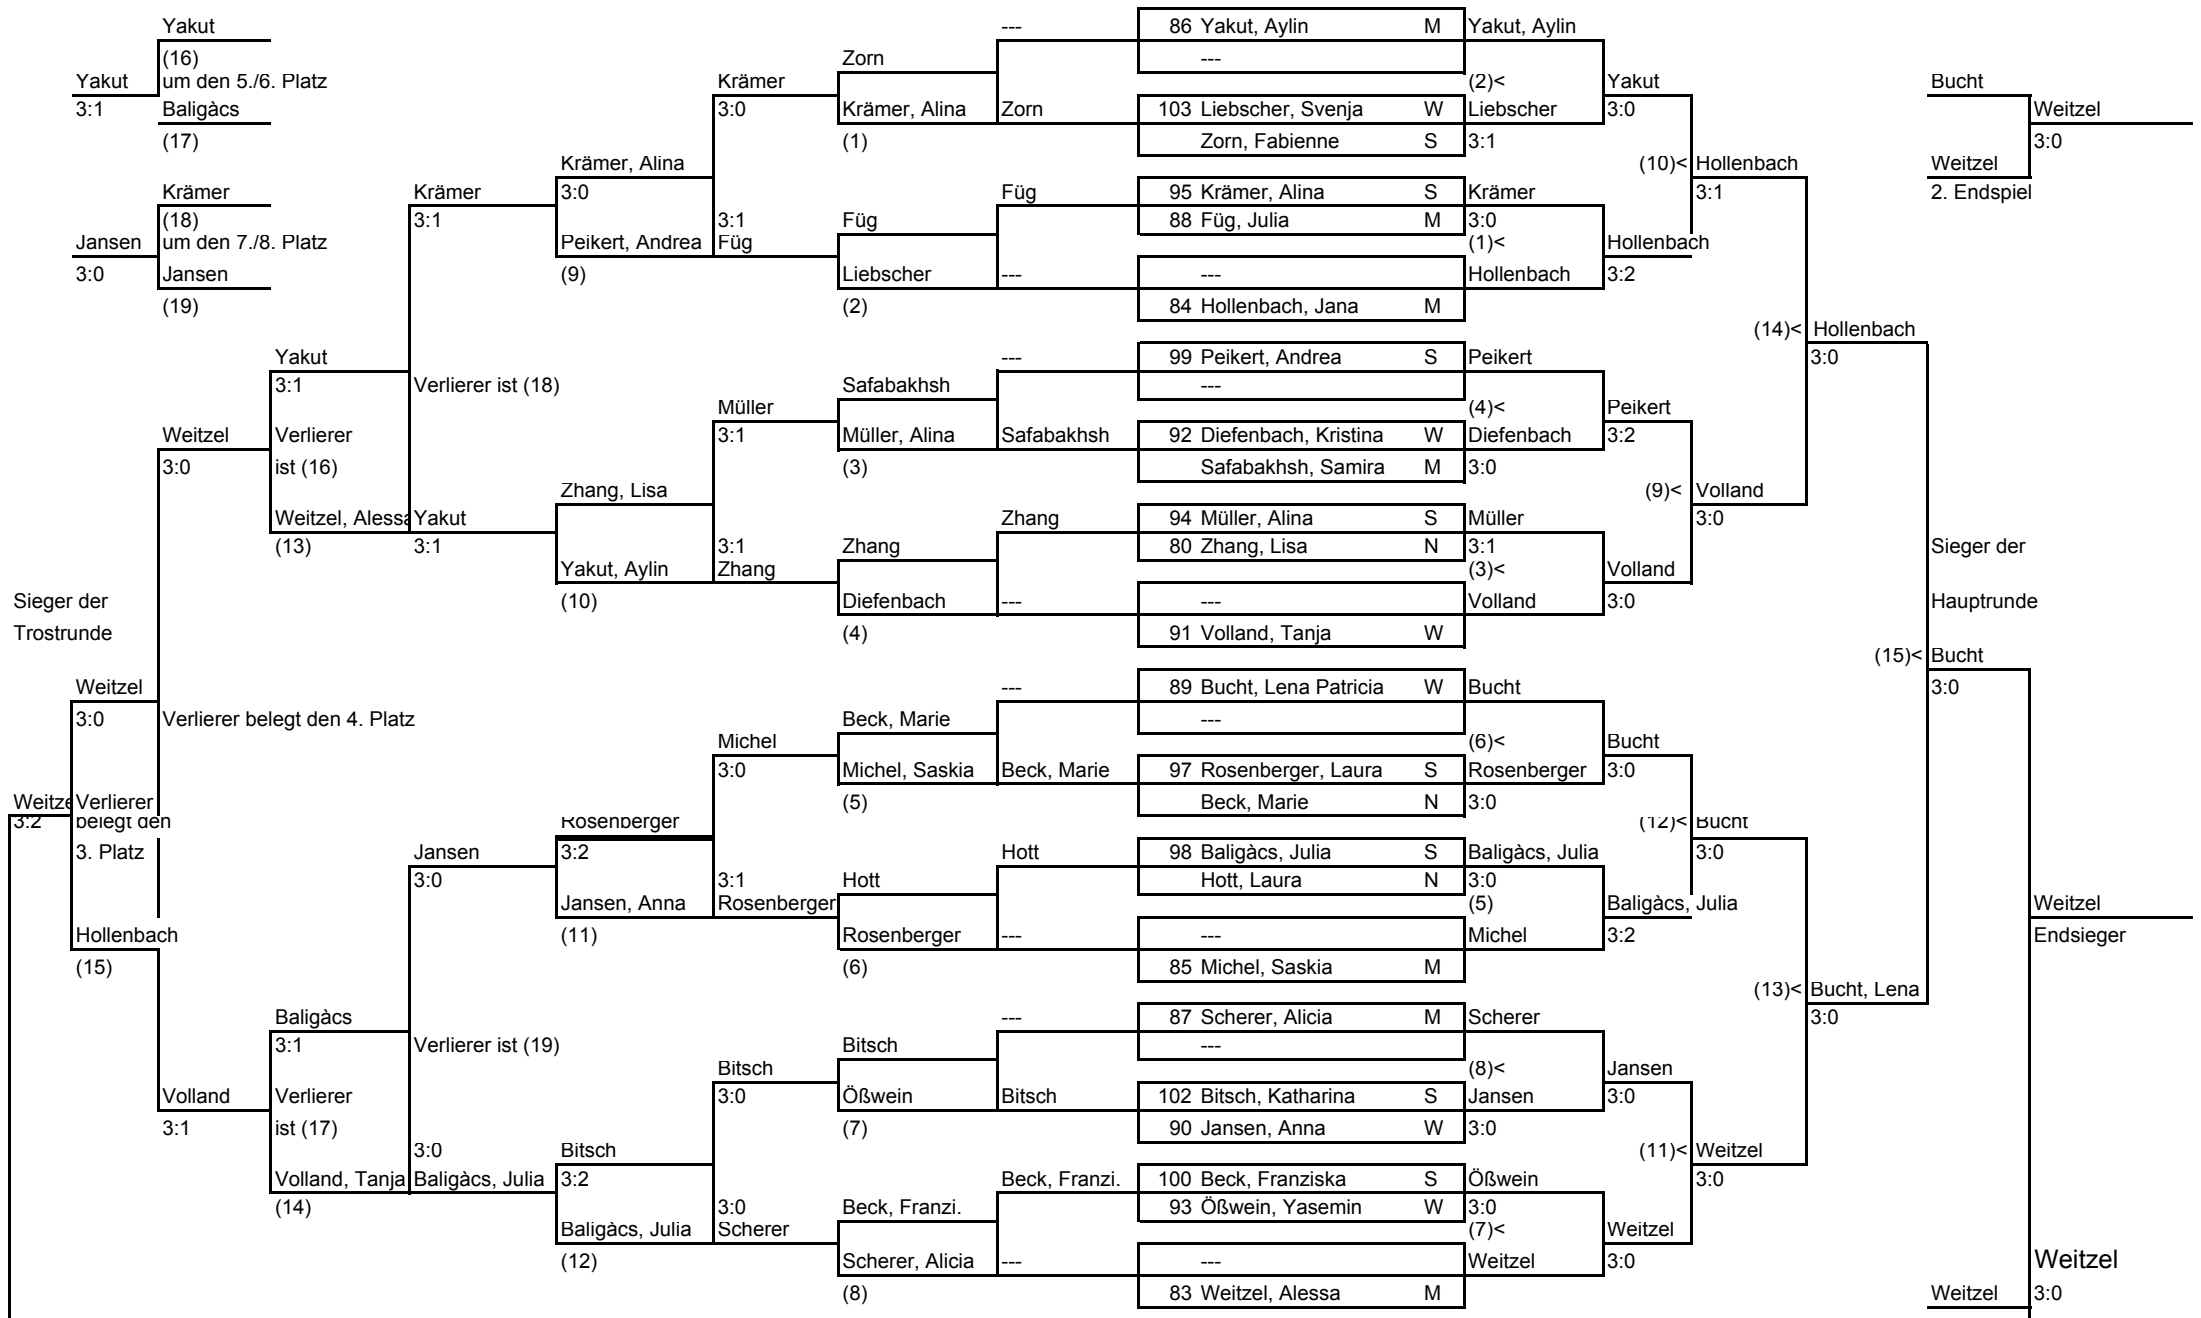 Yakut
(16)
um den 5./6. Platz
Yakut
3:1
Baligàcs
(17)
Krämer
(18)
um den 7./8. Platz
Jansen
3:0
Jansen
(19)
Sieger der
Trostrunde
Weitzel
3:0
Verlierer belegt den 4. Platz
Weitze
3:2
Verlierer
belegt den
3. Platz
Hollenbach
(15)
Weitzel
3:0
Volland
3:1
Yakut
3:1
Verlierer
ist (16)
Weitzel, Alessa
(13)
Baligàcs
3:1
Verlierer
ist (17)
Volland, Tanja
(14)
Krämer
3:1
Verlierer ist (18)
Yakut
3:1
Jansen
3:0
Verlierer ist (19)
3:0
Baligàcs, Julia
Krämer, Alina
3:0
Peikert, Andrea
(9)
Zhang, Lisa
Yakut, Aylin
(10)
Rosenberger
3:2
Jansen, Anna
(11)
Bitsch
3:2
Baligàcs, Julia
(12)
Krämer
3:0
3:1
Füg
Müller
3:1
3:1
Zhang
Michel
3:0
3:1
Rosenberger
Bitsch
3:0
3:0
Scherer
Zorn
Krämer, Alina
(1)
Füg
Liebscher
(2)
Safabakhsh
Müller, Alina
(3)
Zhang
Diefenbach
(4)
Beck, Marie
Michel, Saskia
(5)
Hott
Rosenberger
(6)
Bitsch
Ößwein
(7)
Beck, Franzi.
Scherer, Alicia
(8)
---
Zorn
Füg
---
---
Safabakhsh
Zhang
---
---
Beck, Marie
Hott
---
---
Bitsch
Beck, Franzi.
---
86 Yakut, Aylin M
---
103 Liebscher, Svenja W
Zorn, Fabienne S
95 Krämer, Alina S
88 Füg, Julia M
---
84 Hollenbach, Jana M
99 Peikert, Andrea S
---
92 Diefenbach, Kristina W
Safabakhsh, Samira M
94 Müller, Alina S
80 Zhang, Lisa N
---
91 Volland, Tanja W
89 Bucht, Lena Patricia W
---
97 Rosenberger, Laura S
Beck, Marie N
98 Baligàcs, Julia S
Hott, Laura N
---
85 Michel, Saskia M
87 Scherer, Alicia M
---
102 Bitsch, Katharina S
90 Jansen, Anna W
100 Beck, Franziska S
93 Ößwein, Yasemin W
---
83 Weitzel, Alessa M
Yakut, Aylin
(2)<
Liebscher
3:1
Krämer
3:0
(1)<
Hollenbach
Peikert
(4)<
Diefenbach
3:0
Müller
3:1
(3)<
Volland
Bucht
(6)<
Rosenberger
3:0
Baligàcs, Julia
3:0
(5)
Michel
Scherer
(8)<
Jansen
3:0
Ößwein
3:0
(7)<
Weitzel
Yakut
3:0
Hollenbach
3:2
Peikert
3:2
Volland
3:0
Bucht
3:0
Baligàcs, Julia
3:2
Jansen
3:0
Weitzel
3:0
(10)< Hollenbach
3:1
(9)< Volland
3:0
(12)< Bucht
3:0
(11)< Weitzel
3:0
(14)< Hollenbach
3:0
(13)< Bucht, Lena
3:0
Bucht
Weitzel
3:0
Weitzel
2. Endspiel
Sieger der
Hauptrunde
(15)< Bucht
3:0
Weitzel
Endsieger
Weitzel
Weitzel
3:0